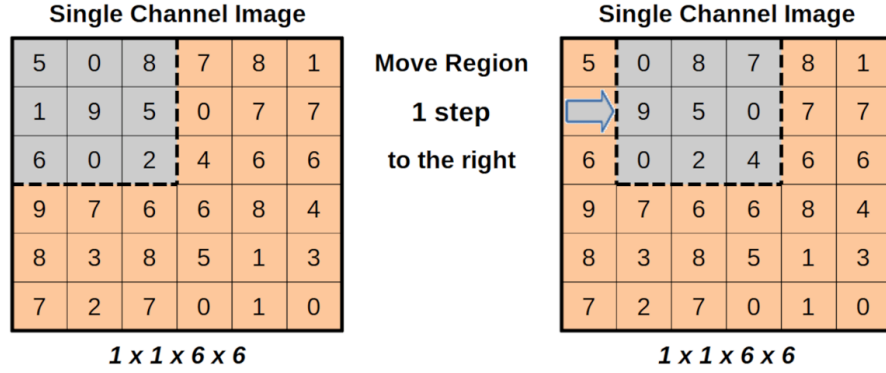 Single Channel Image
5 0 8 7 8 1
1 9 5 0 7 7
6 0 2 4 6 6
9 7 6 6 8 4
8 3 8 5 1 3
7 2 7 0 1 0
1 x 1 x 6 x 6
Move Region
1 step
to the right
Single Channel Image
5 0 8 7 8 1
9 5 0 7 7
6 0 2 4 6 6
9 7 6 6 8 4
8 3 8 5 1 3
7 2 7 0 1 0
1 x 1 x 6 x 6